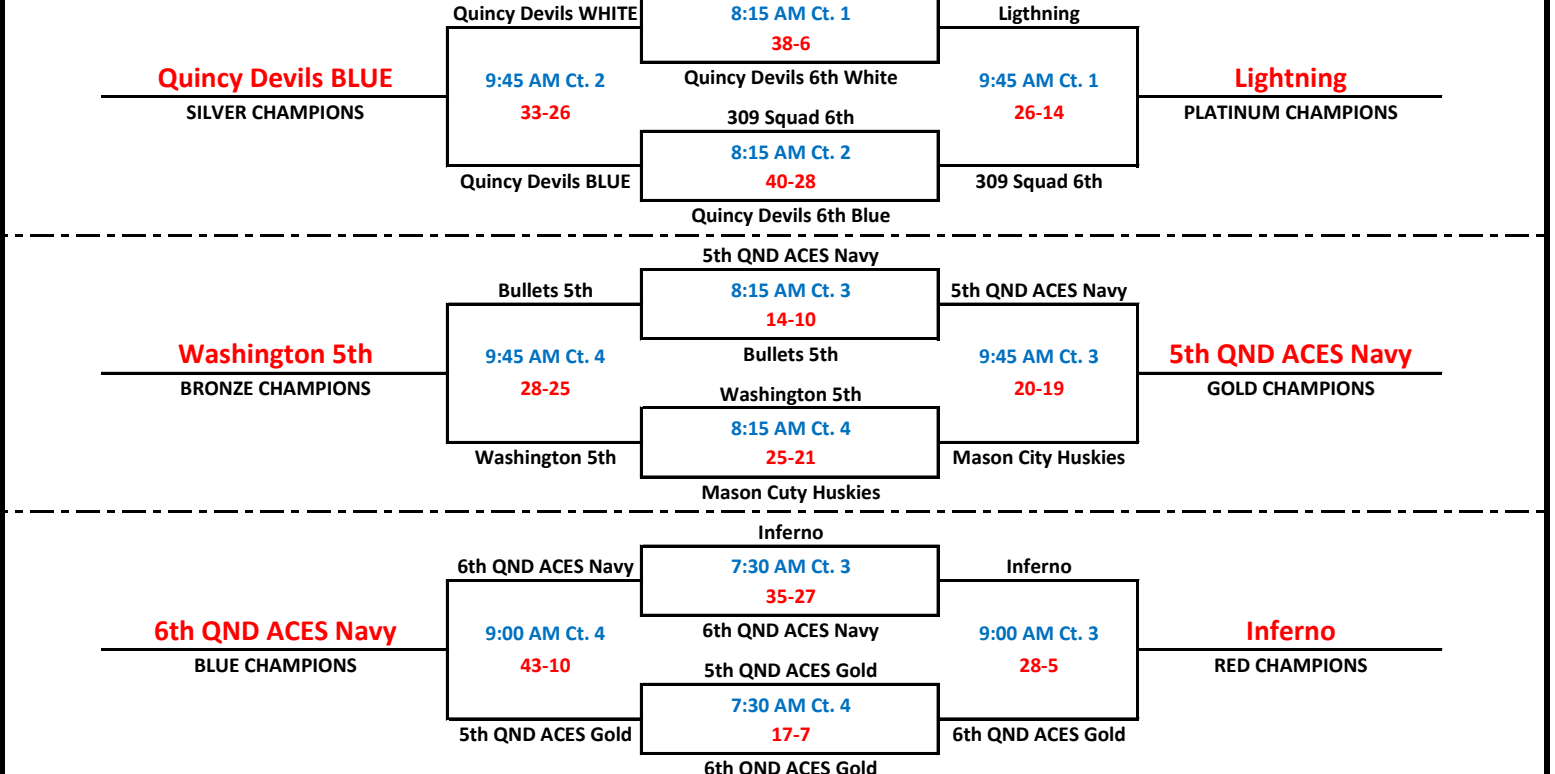 Quincy Devils WHITE 8:15 AM Ct. 1 Ligthning
38-6
Quincy Devils BLUE 9:45 AM Ct. 2 Quincy Devils 6th White 9:45 AM Ct. 1 Lightning
SILVER CHAMPIONS 33-26 309 Squad 6th 26-14 PLATINUM CHAMPIONS
8:15 AM Ct. 2
Quincy Devils BLUE 40-28 309 Squad 6th
Quincy Devils 6th Blue
5th QND ACES Navy
Bullets 5th 8:15 AM Ct. 3 5th QND ACES Navy
14-10
Washington 5th 9:45 AM Ct. 4 Bullets 5th 9:45 AM Ct. 3 5th QND ACES Navy
BRONZE CHAMPIONS 28-25 Washington 5th 20-19 GOLD CHAMPIONS
8:15 AM Ct. 4
Washington 5th 25-21 Mason City Huskies
Mason Cuty Huskies
Inferno
6th QND ACES Navy 7:30 AM Ct. 3 Inferno
35-27
6th QND ACES Navy 9:00 AM Ct. 4 6th QND ACES Navy 9:00 AM Ct. 3 Inferno
BLUE CHAMPIONS 43-10 5th QND ACES Gold 28-5 RED CHAMPIONS
7:30 AM Ct. 4
5th QND ACES Gold 17-7 6th QND ACES Gold
6th QND ACES Gold